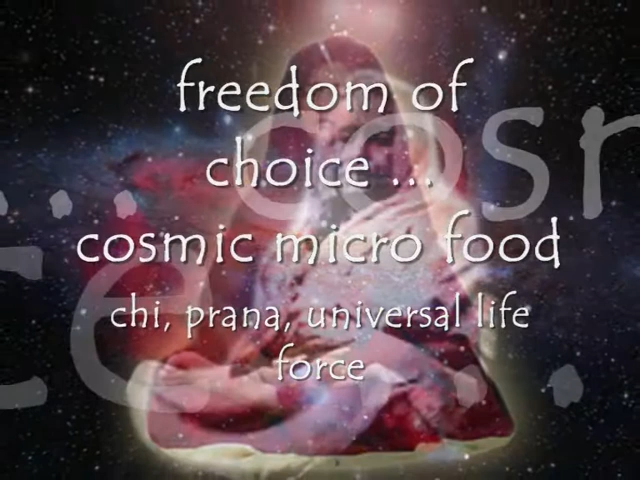 freedom of
choice ...
cosmic micro food
chi, prana, universal life
force